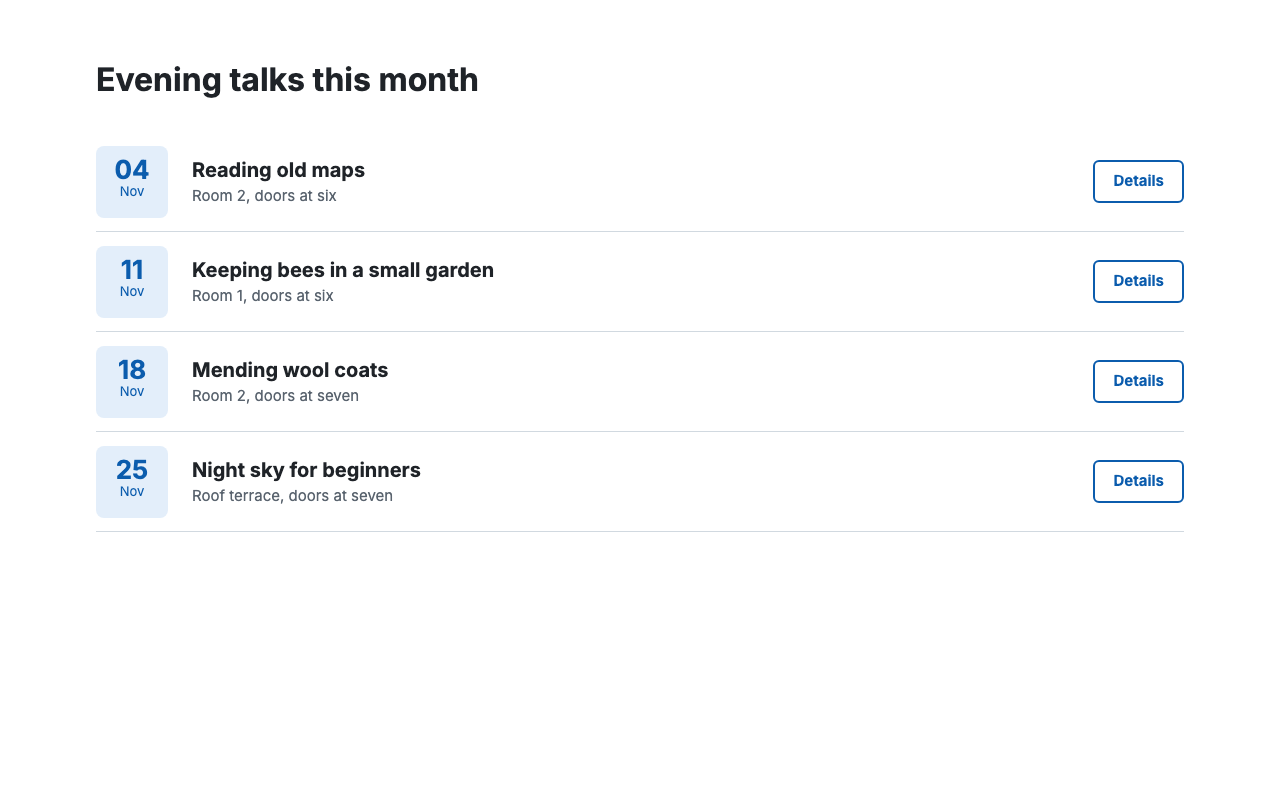 Evening talks this month
04
Nov
Reading old maps
Room 2, doors at six
Details
11
Nov
Keeping bees in a small garden
Room 1, doors at six
Details
18
Nov
Mending wool coats
Room 2, doors at seven
Details
25
Nov
Night sky for beginners
Roof terrace, doors at seven
Details